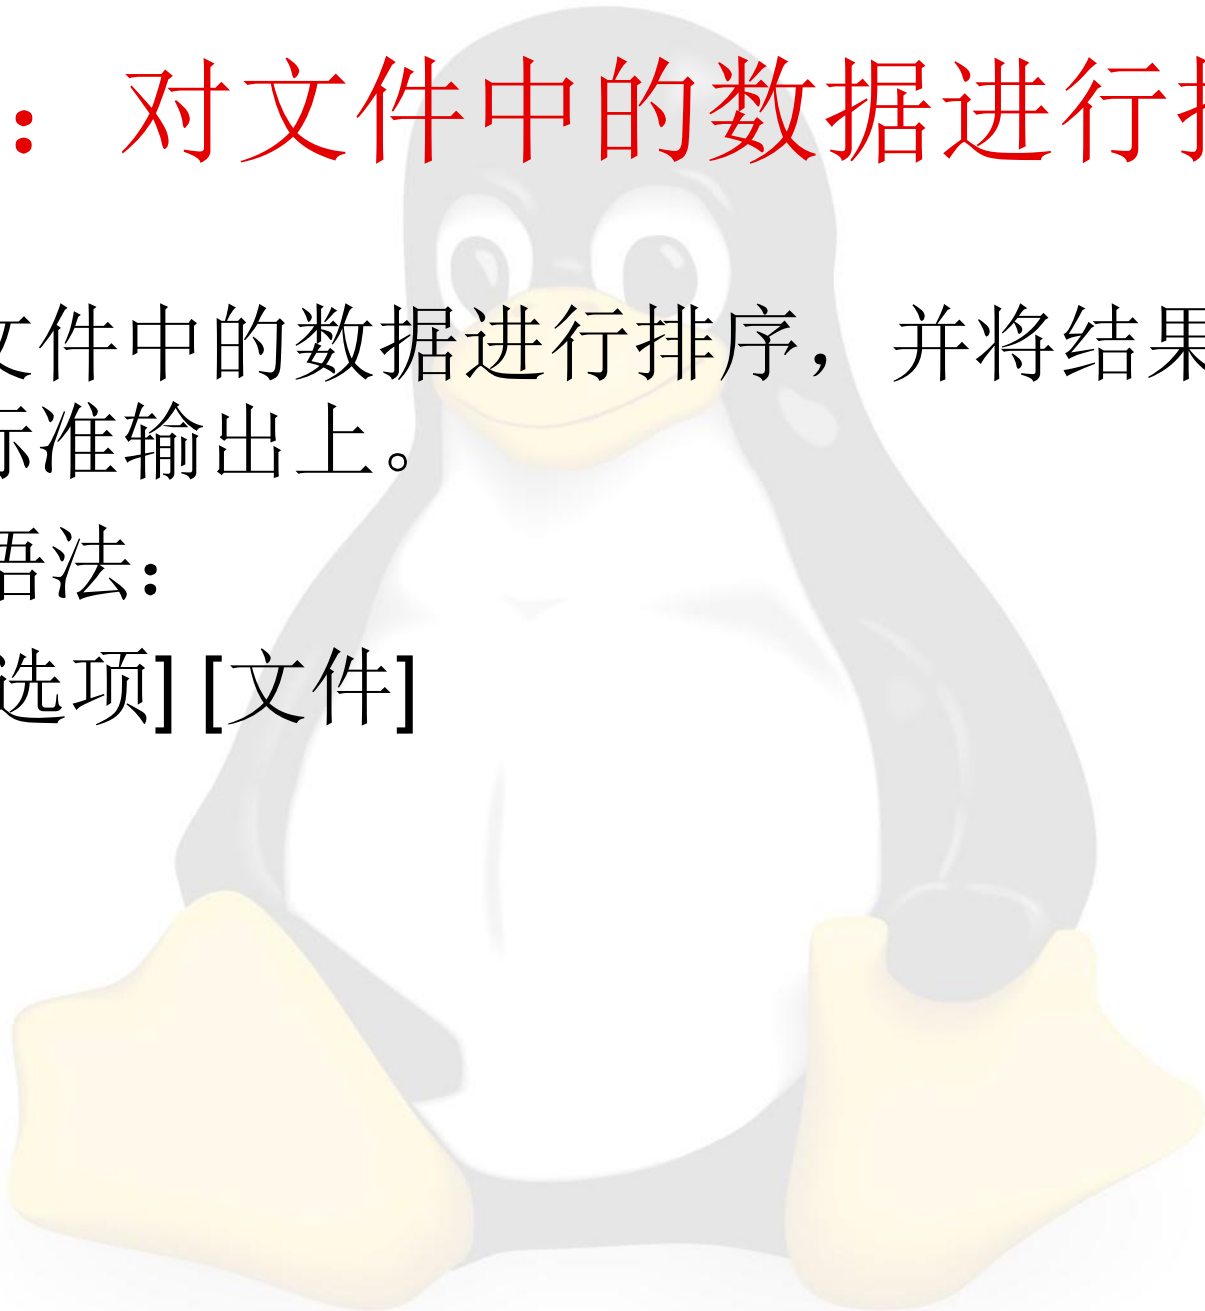 ：对文件中的数据进行
文件中的数据进行排序，并将结果
标准输出上。
语法：
选项] [文件]